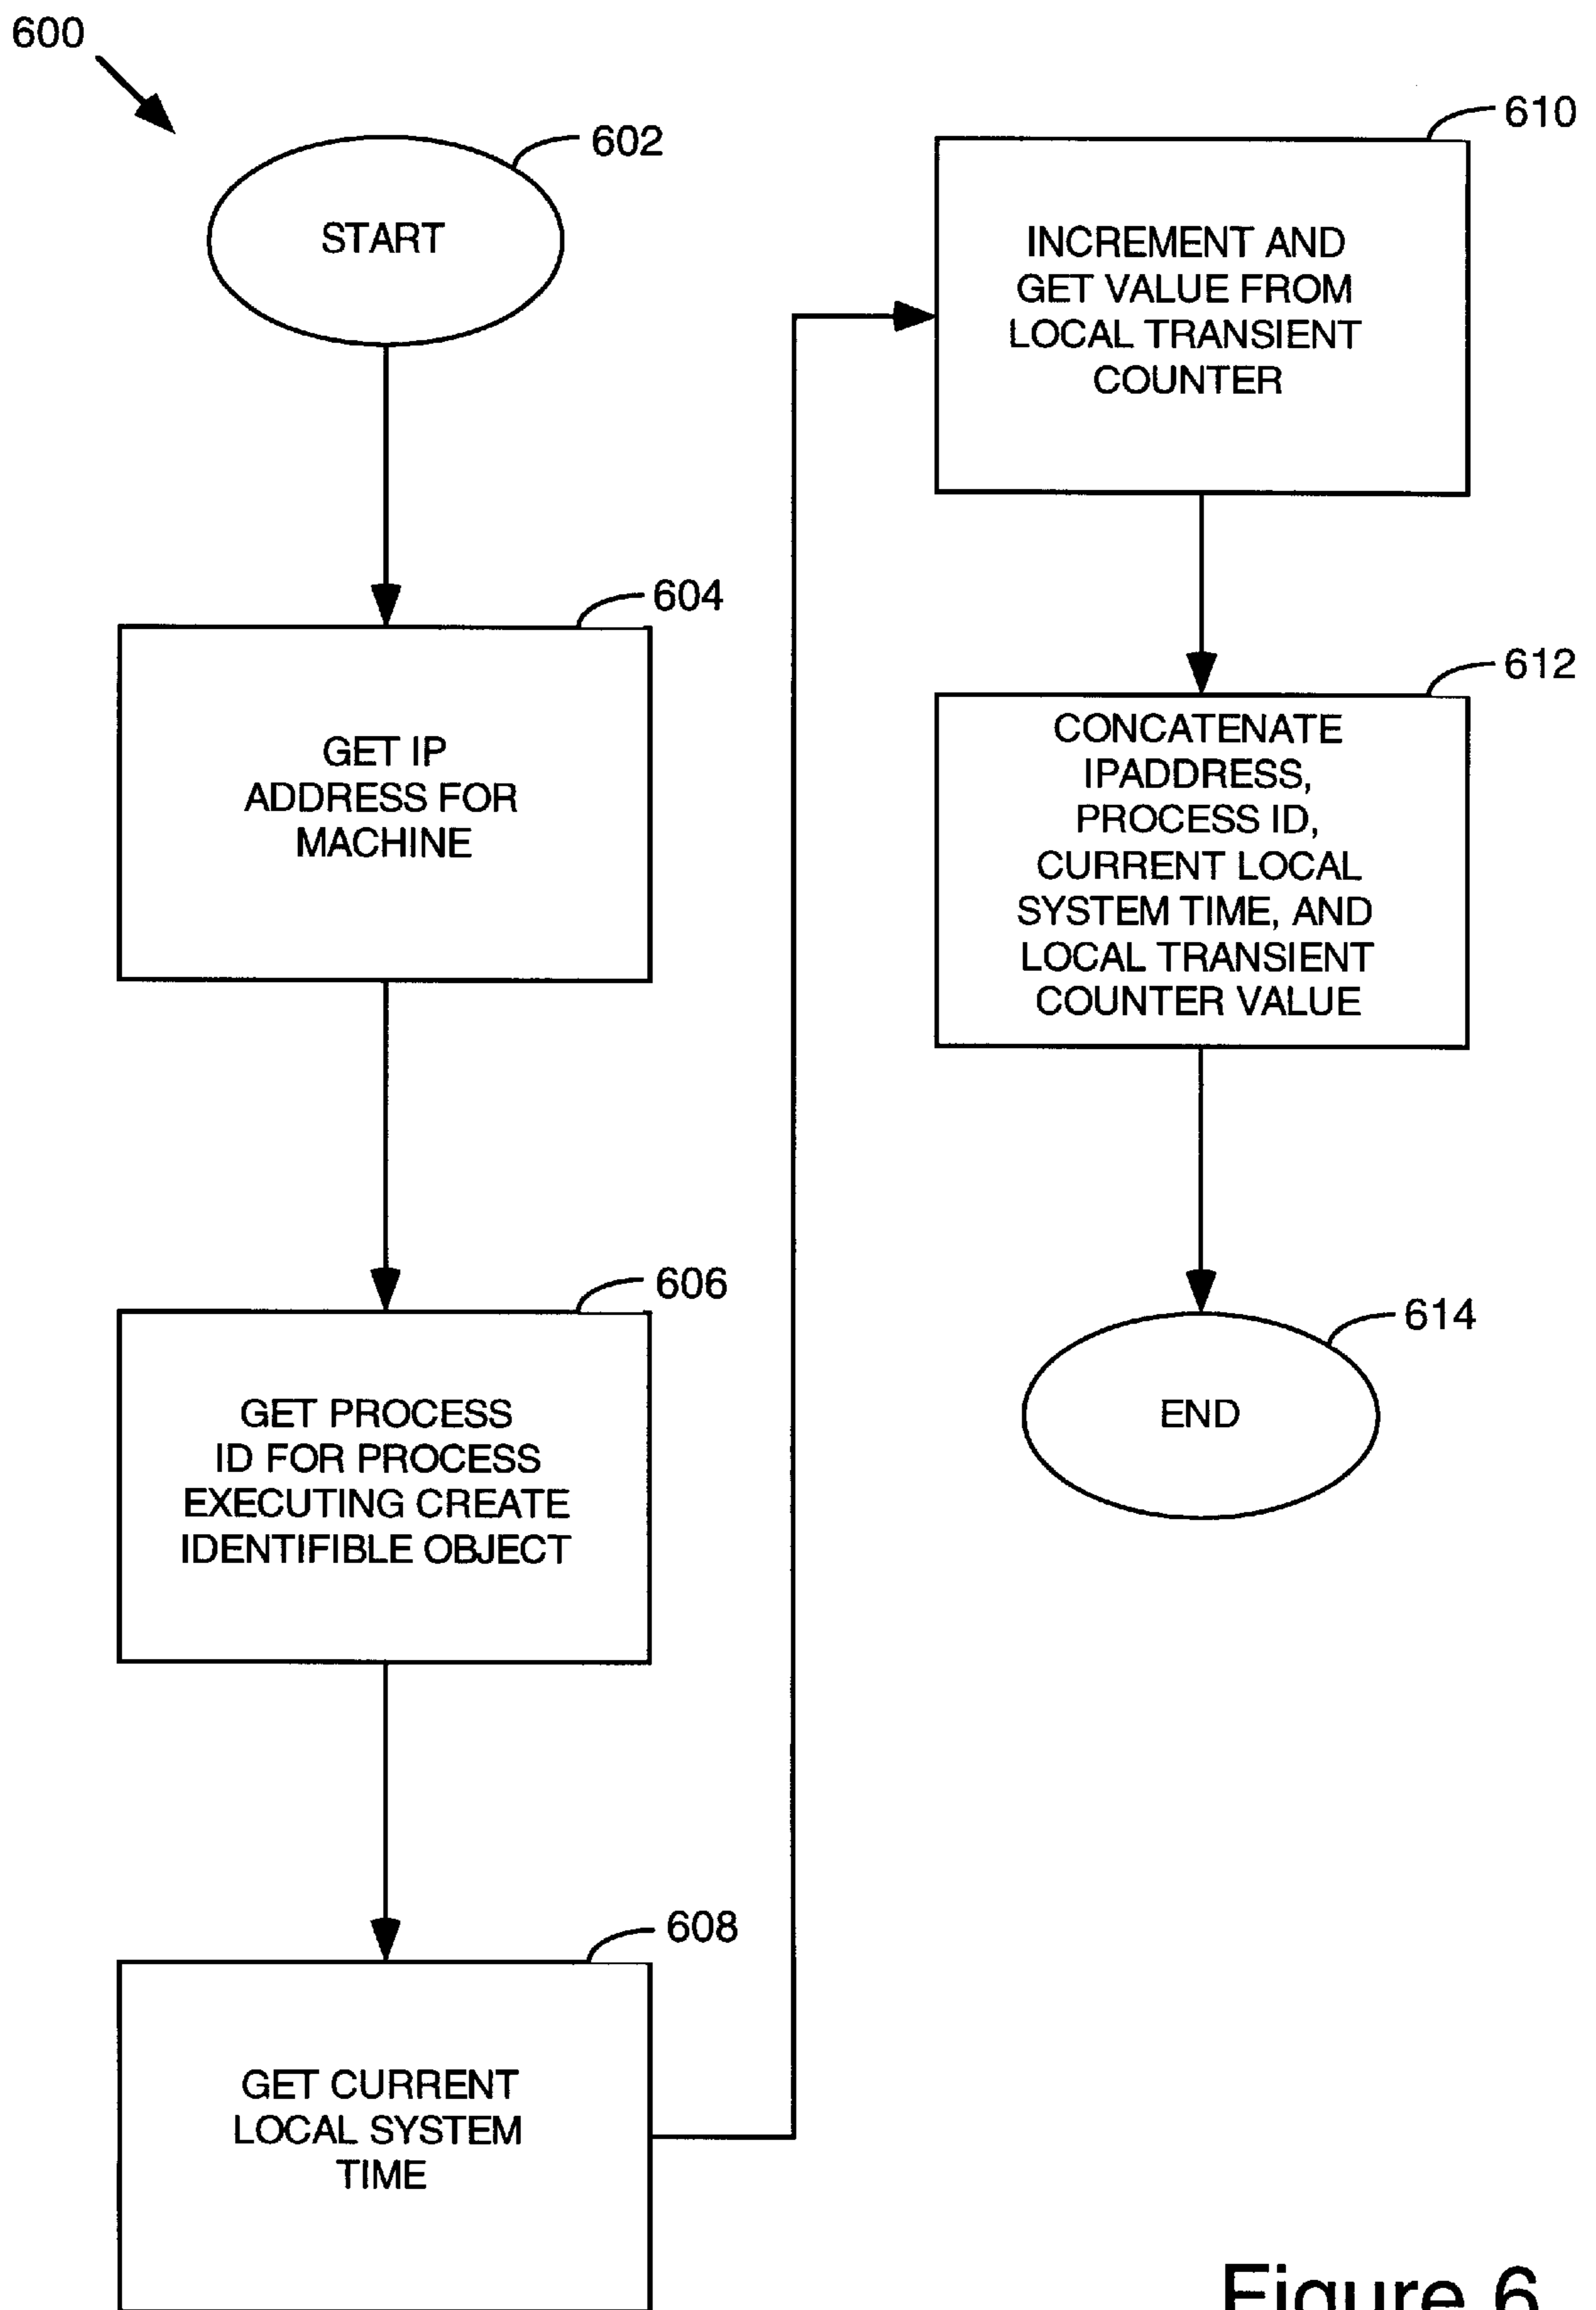 600
602
START
604
GET IP
ADDRESS FOR
MACHINE
606
GET PROCESS
ID FOR PROCESS
EXECUTING CREATE
IDENTIFIBLE OBJECT
608
GET CURRENT
LOCAL SYSTEM
TIME
610
INCREMENT AND
GET VALUE FROM
LOCAL TRANSIENT
COUNTER
612
CONCATENATE
IPADDRESS,
PROCESS ID,
CURRENT LOCAL
SYSTEM TIME, AND
LOCAL TRANSIENT
COUNTER VALUE
614
END
Figure 6